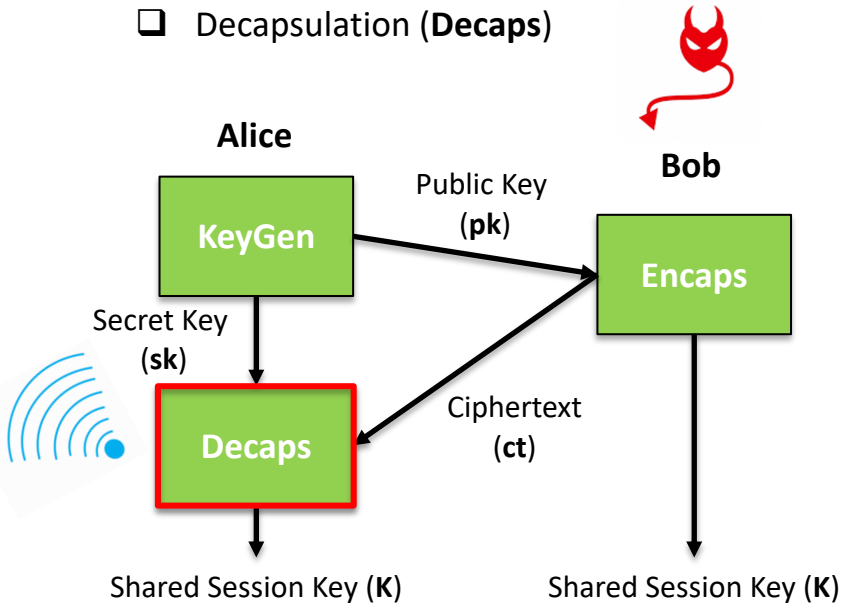 ❑ Decapsulation (Decaps)
Alice
Bob
Public Key
(pk)
KeyGen
Encaps
Secret Key
(sk)
Ciphertext
(ct)
Decaps
Shared Session Key (K)
Shared Session Key (K)